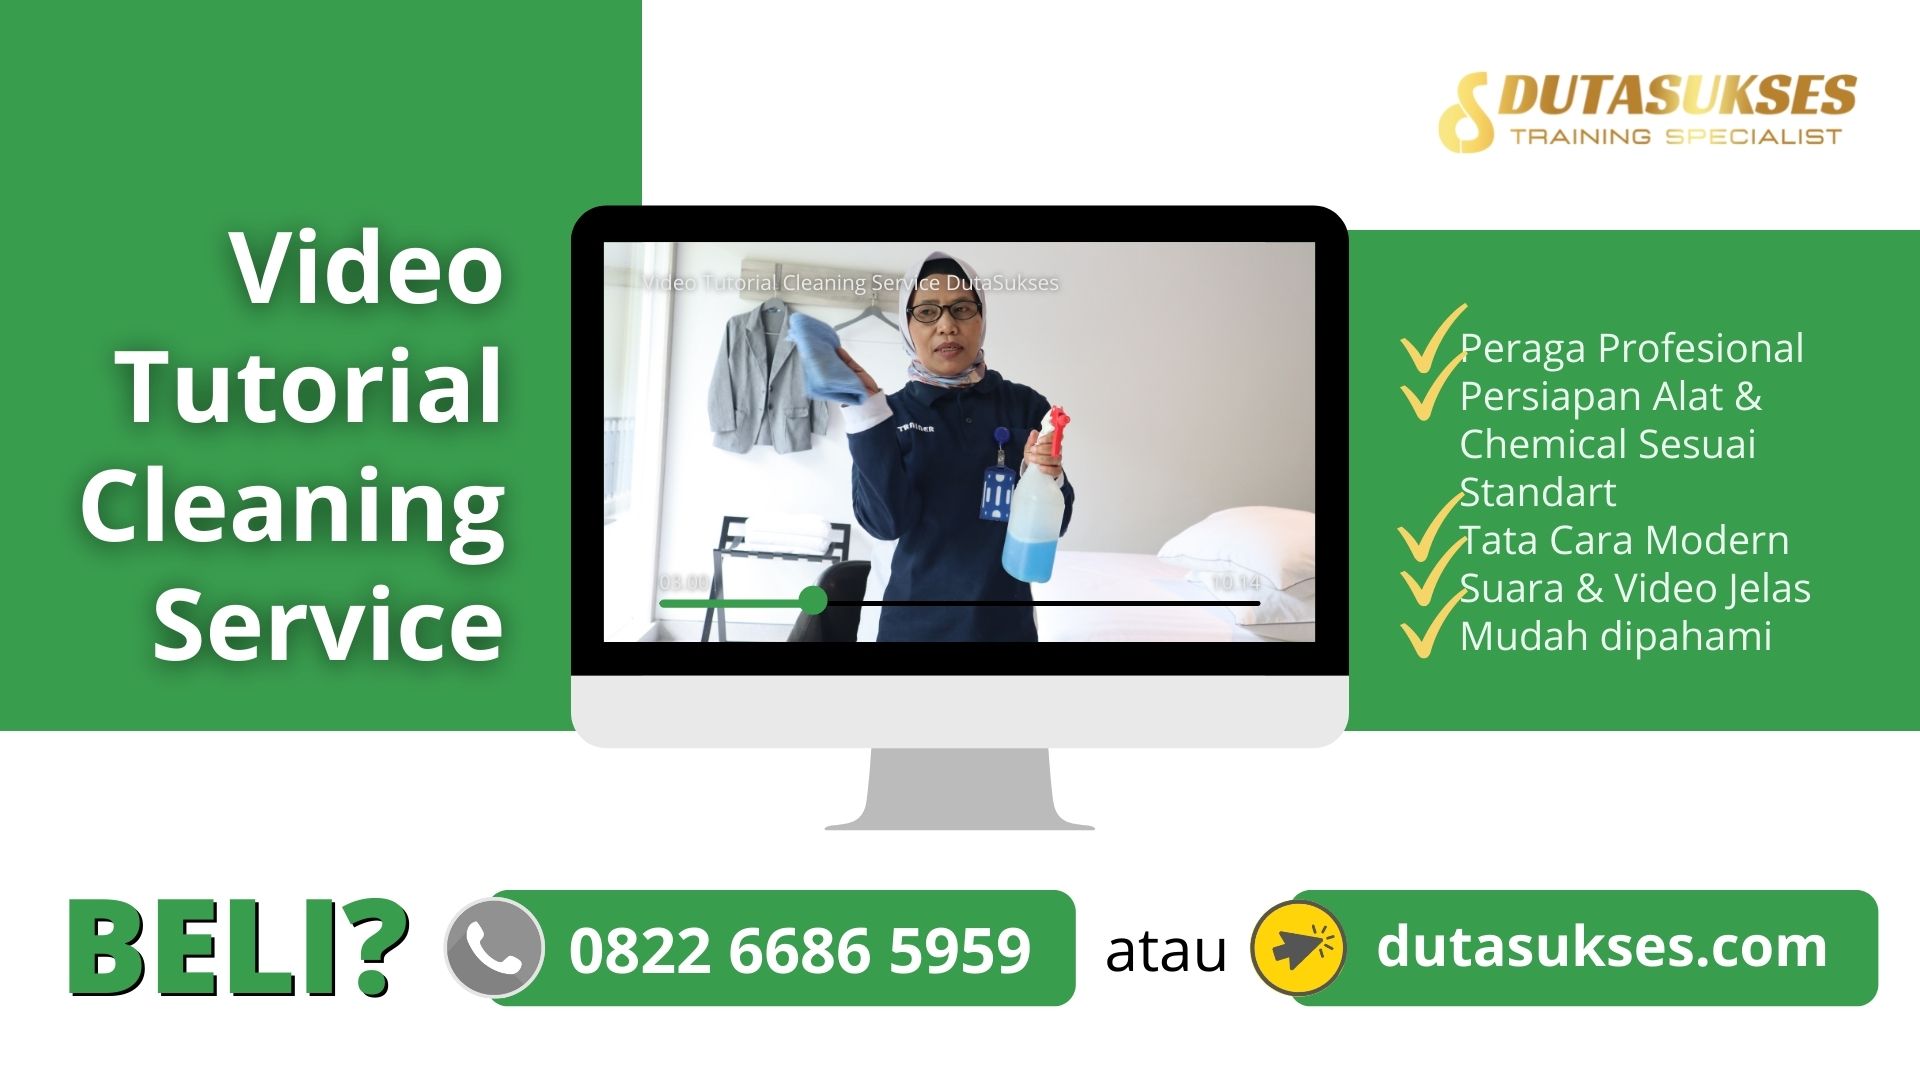 DUTASUKSES
TRAINING SPECIALIST
Video
Tutorial
Cleaning
Service
Video Tutorial Cleaning Service DutaSukses
TRAINER
03.00
10.14
Peraga Profesional
Persiapan Alat &
Chemical Sesuai
Standart
Tata Cara Modern
Suara & Video Jelas
Mudah dipahami
BELI?
0822 6686 5959
atau
dutasukses.com